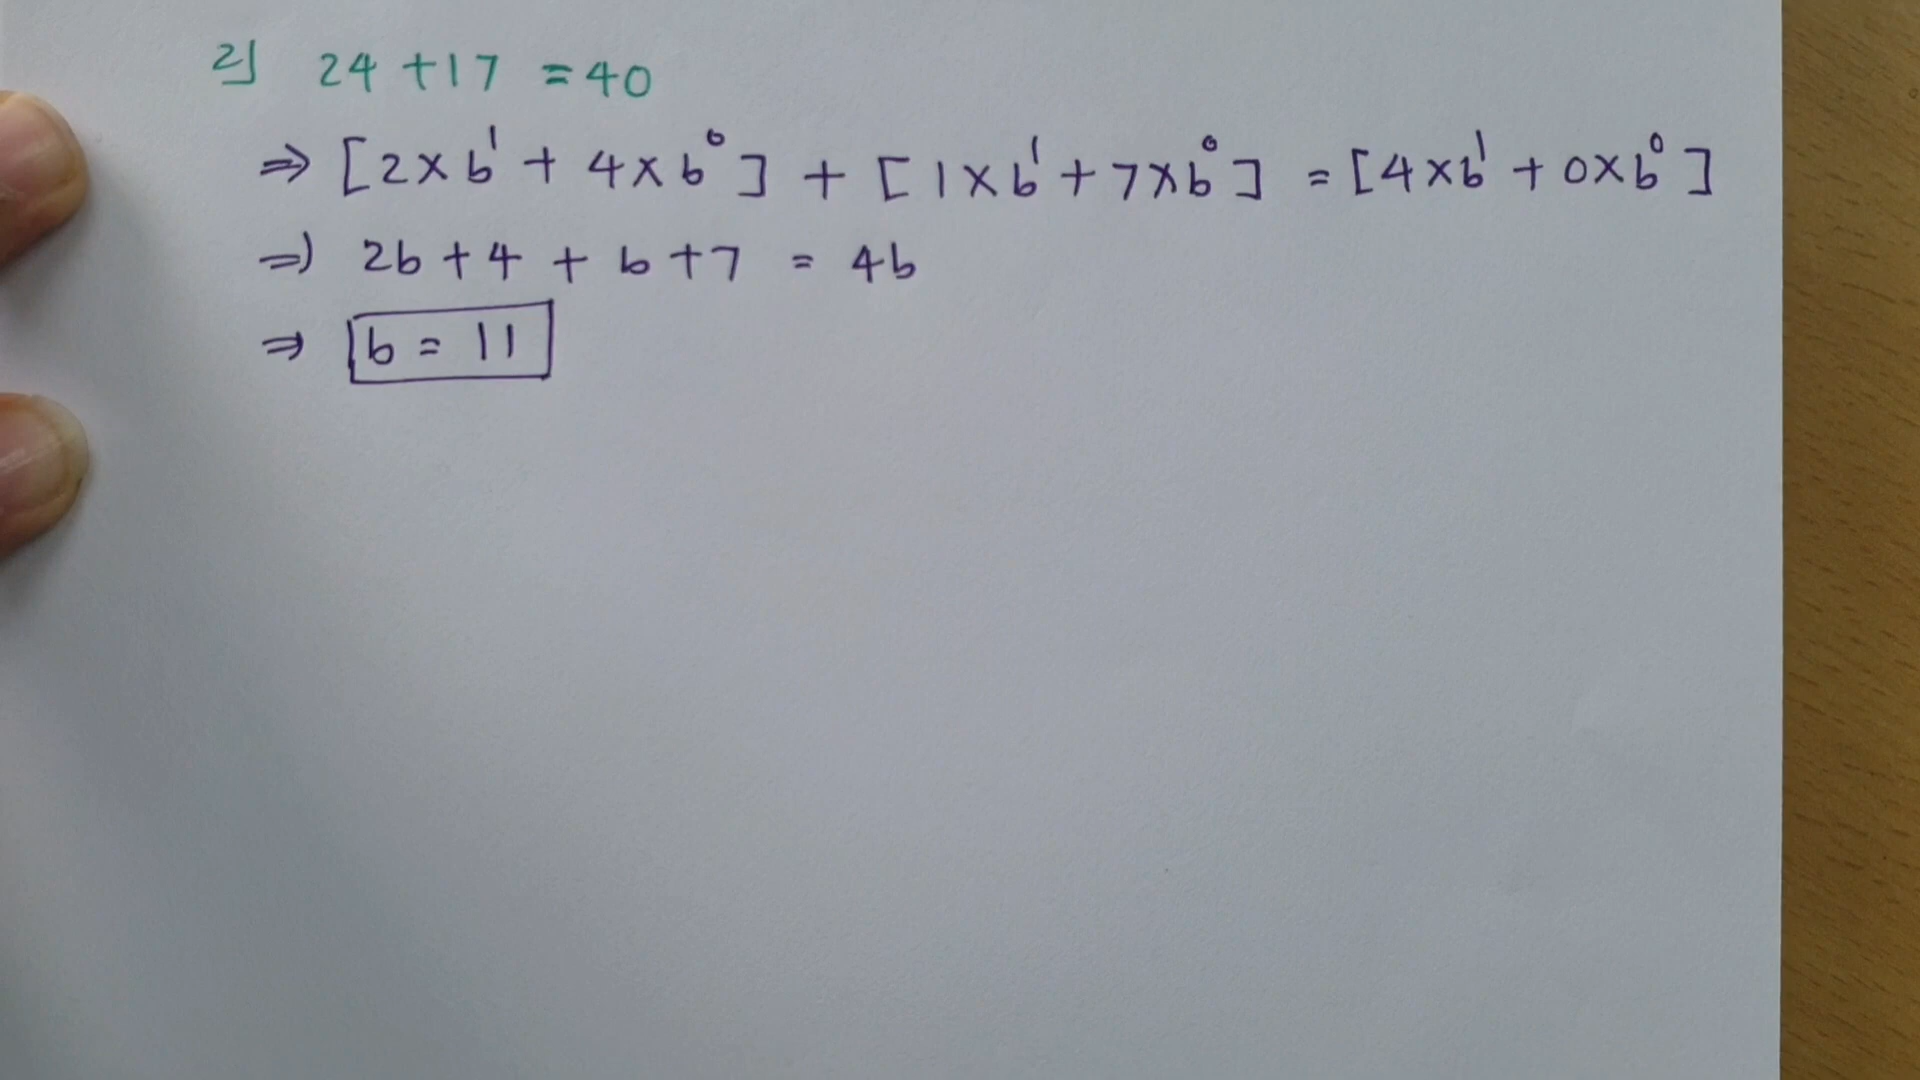 2) 24 + 17 = 40
⇒ [2 × b¹ + 4 × b⁰] + [1 × b¹ + 7 × b⁰] = [4 × b¹ + 0 × b⁰]
⇒ 2b + 4 + b + 7 = 4b
⇒ b = 11